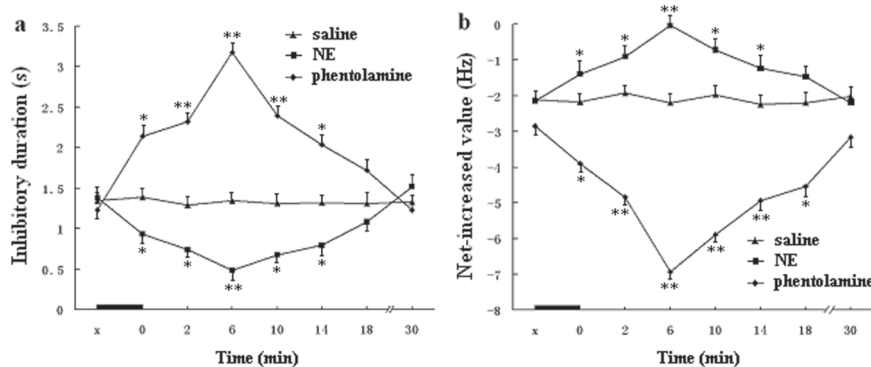 a
Inhibitory duration (s)
3.5
3
2.5
2
1.5
1
0.5
0
saline
NE
phentolamine
*
**
**
**
*
*
*
**
*
*
x 0 2 6 10 14 18 30
Time (min)
b
Net-increased value (Hz)
0
-1
-2
-3
-4
-5
-6
-7
-8
*
*
**
*
*
*
**
**
**
**
*
saline
NE
phentolamine
x 0 2 6 10 14 18 30
Time (min)